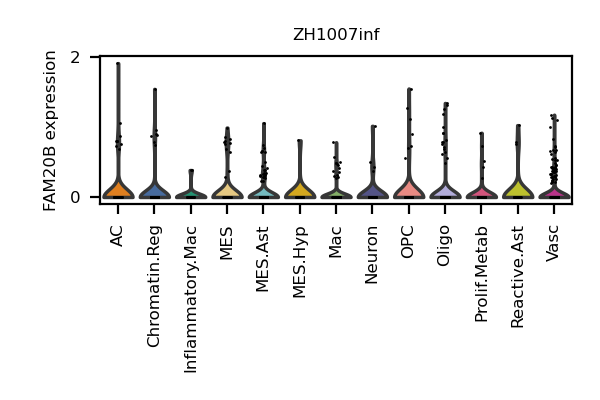 ZH1007inf
FAM20B expression
2
0
AC
Chromatin.Reg
Inflammatory.Mac
MES
MES.Ast
MES.Hyp
Mac
Neuron
OPC
Oligo
Prolif.Metab
Reactive.Ast
Vasc